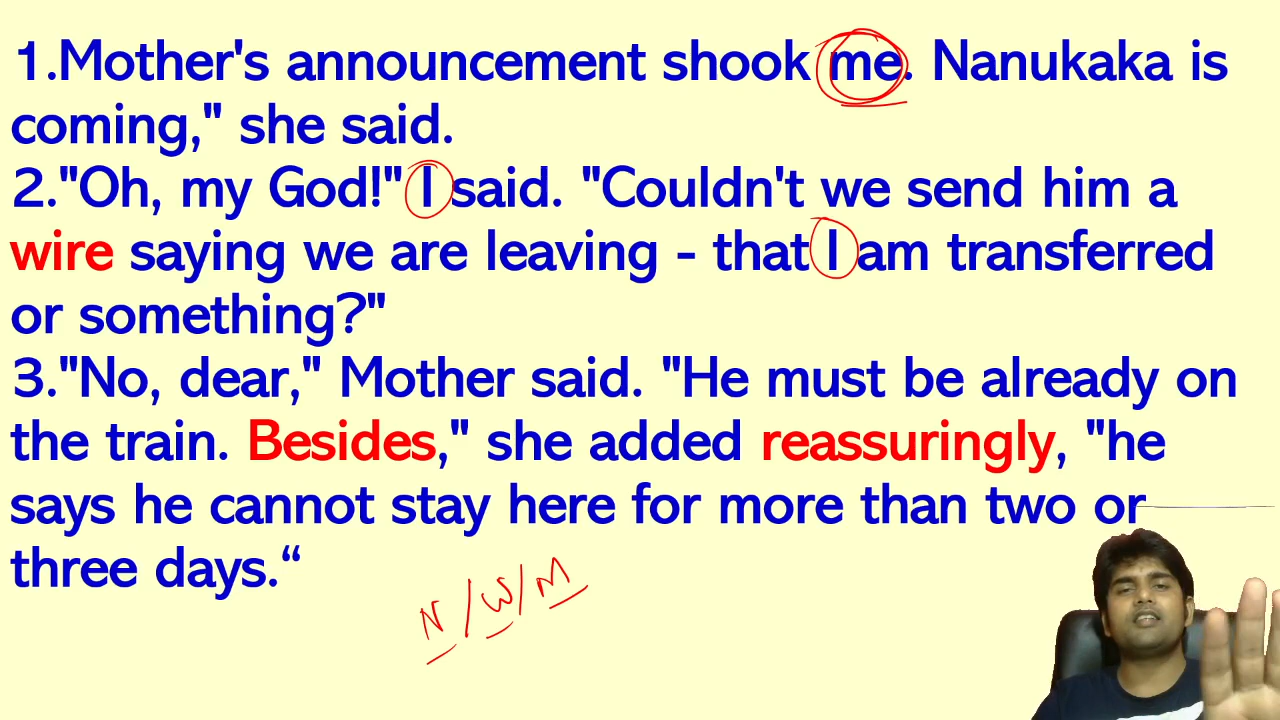 1.Mother's announcement shook me. Nanukaka is
coming," she said.
2."Oh, my God!" I said. "Couldn't we send him a
wire saying we are leaving - that I am transferred
or something?"
3."No, dear," Mother said. "He must be already on
the train. Besides," she added reassuringly, "he
says he cannot stay here for more than two or
three days.“
N/W/M